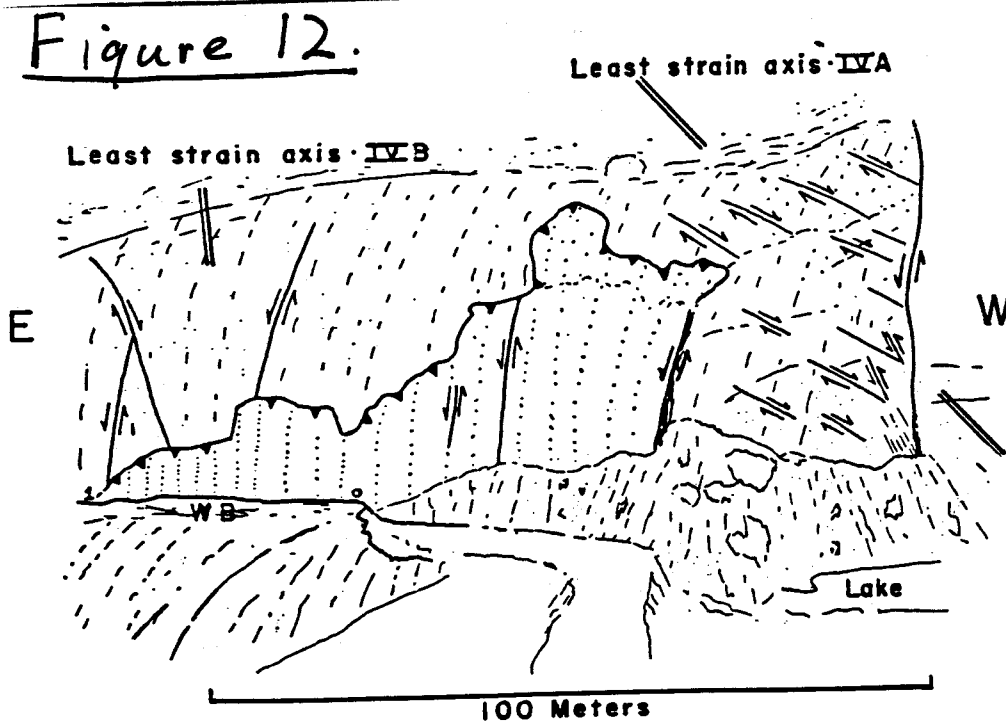 Figure 12.
Least strain axis·IVA
Least strain axis·IVB
E
W
WB
Lake
100 Meters